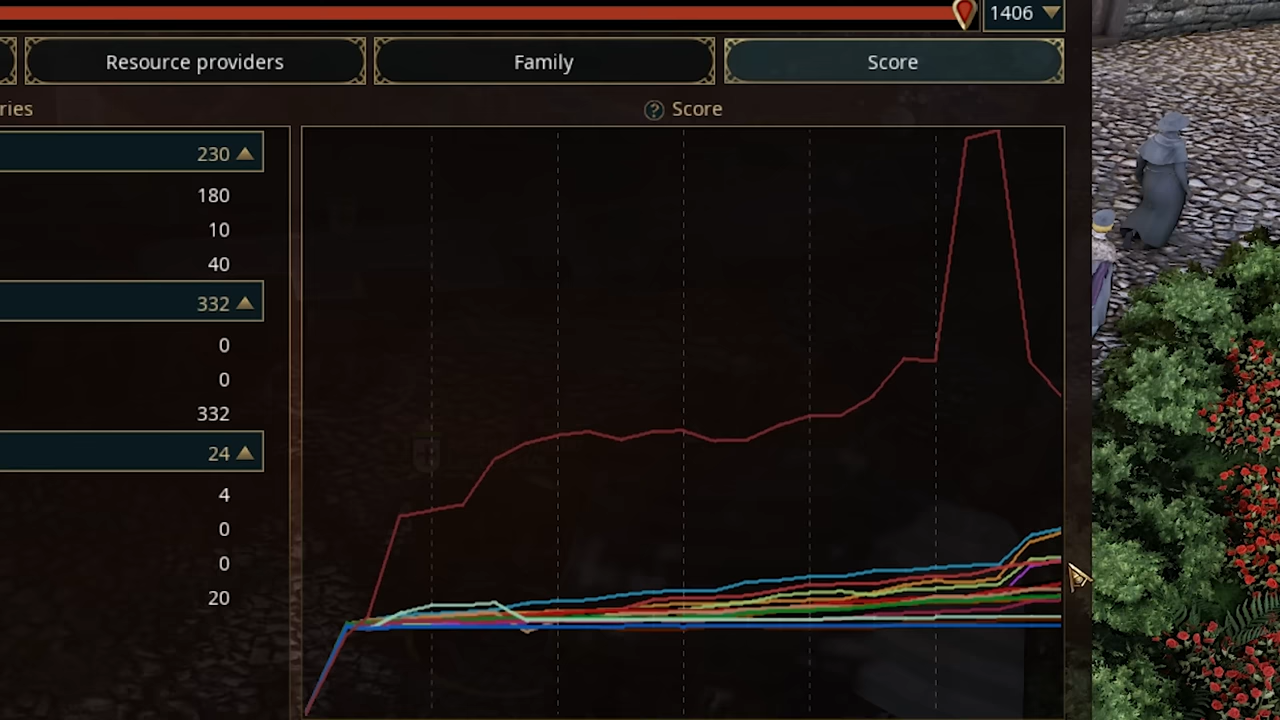 1406
Resource providers
Family
Score
ries
Score
230
180
10
40
332
0
0
332
24
4
0
0
20